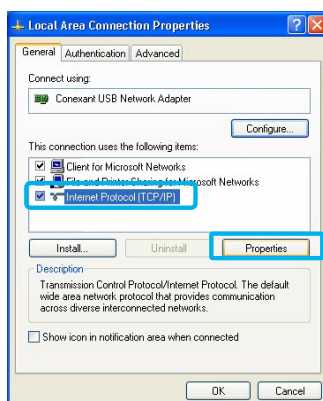 Local Area Connection Properties
General Authentication Advanced
Connect using:
Conexant USB Network Adapter
Configure...
This connection uses the following items:
Client for Microsoft Networks
File and Printer Sharing for Microsoft Networks
Internet Protocol (TCP/IP)
Install... Uninstall Properties
Description
Transmission Control Protocol/Internet Protocol. The default
wide area network protocol that provides communication
across diverse interconnected networks.
Show icon in notification area when connected
OK Cancel